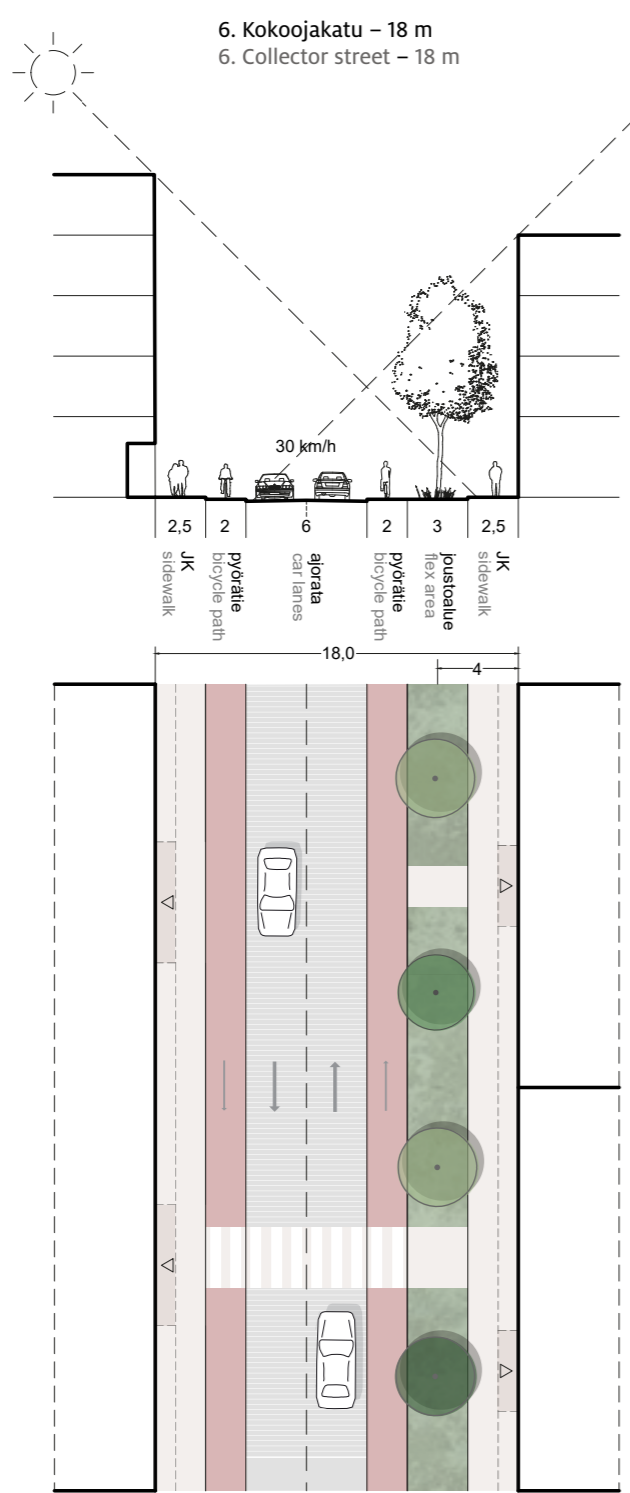 6. Kokoojakatu – 18 m
6. Collector street – 18 m
30 km/h
2,5
2
6
2
3
2,5
JK
sidewalk
pyörätie
bicycle path
ajorata
car lanes
pyörätie
bicycle path
joustoalue
flex area
JK
sidewalk
18,0
4